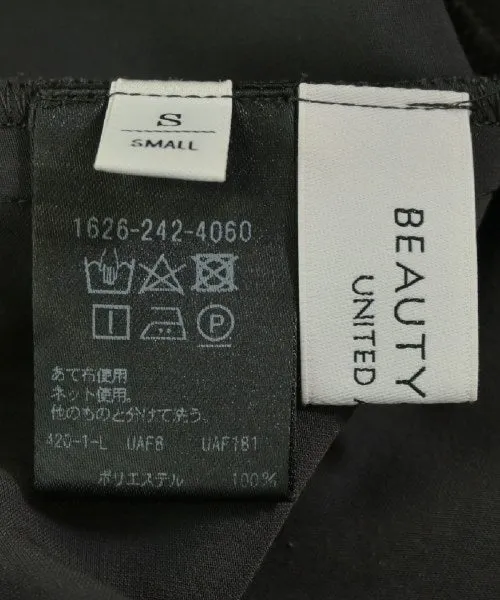 S
SMALL
1626-242-4060
あて布使用
ネット使用。
他のものと分けて洗う。
420-1-L UAF8 UAF181
ポリエステル 100%
BEAUTY
UNITED